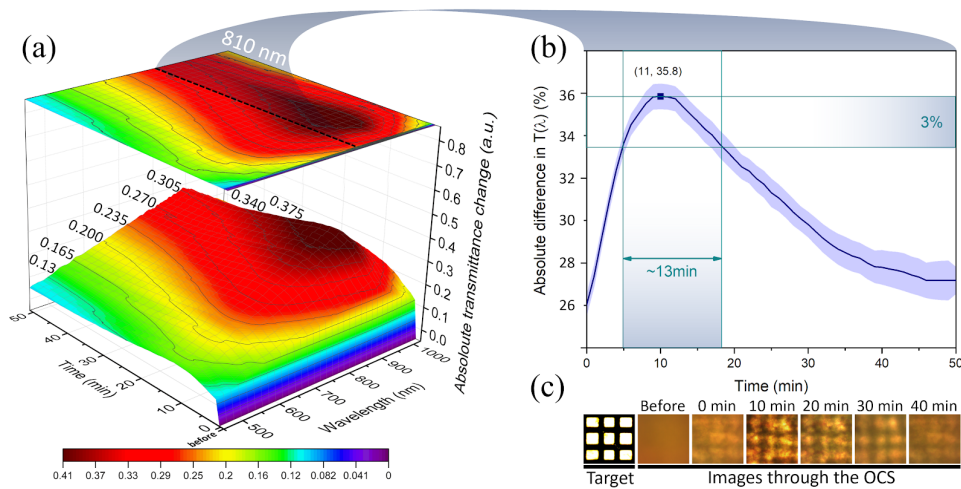 (a)
810 nm
0.305
0.270
0.235
0.200
0.165
0.13
0.340
0.375
0.8
0.7
0.6
0.5
0.4
0.3
0.2
0.1
0.0
Absoloute transmittance change (a.u.)
50
40
30
20
10
0
before
Time (min)
500
600
700
800
900
1000
Wavelength (nm)
0.41 0.37 0.33 0.29 0.25 0.2 0.16 0.12 0.082 0.041 0
(b)
(11, 35.8)
3%
~13min
36
34
32
30
28
26
Absolute difference in T(λ) (%)
0 10 20 30 40 50
Time (min)
(c)
Before 0 min 10 min 20 min 30 min 40 min
Target Images through the OCS